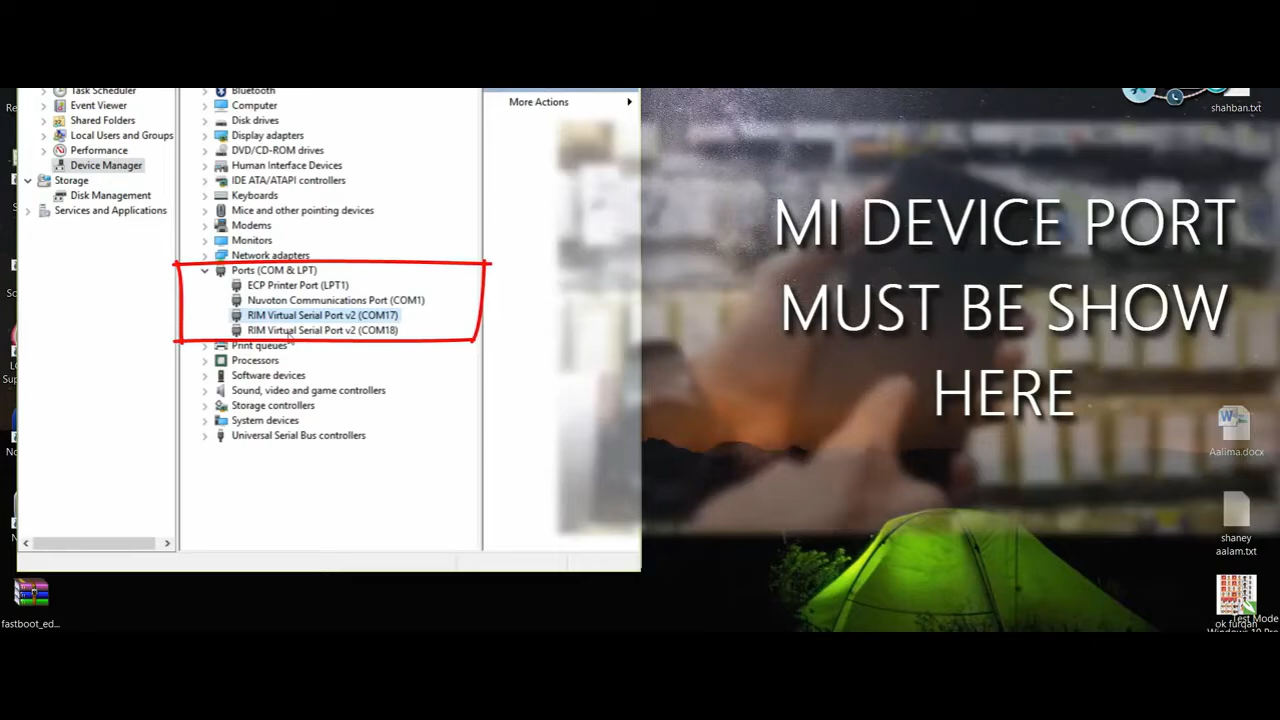 Task Scheduler
Event Viewer
Shared Folders
Local Users and Groups
Performance
Device Manager
Storage
Disk Management
Services and Applications
Bluetooth
Computer
Disk drives
Display adapters
DVD/CD-ROM drives
Human Interface Devices
IDE ATA/ATAPI controllers
Keyboards
Mice and other pointing devices
Modems
Monitors
Network adapters
Ports (COM & LPT)
ECP Printer Port (LPT1)
Nuvoton Communications Port (COM1)
RIM Virtual Serial Port v2 (COM17)
RIM Virtual Serial Port v2 (COM18)
Print queues
Processors
Software devices
Sound, video and game controllers
Storage controllers
System devices
Universal Serial Bus controllers
More Actions
MI DEVICE PORT
MUST BE SHOW
HERE
shahban.txt
Aalima.docx
shaney
aalam.txt
ok furqan
Test Mode
fastboot_ed...